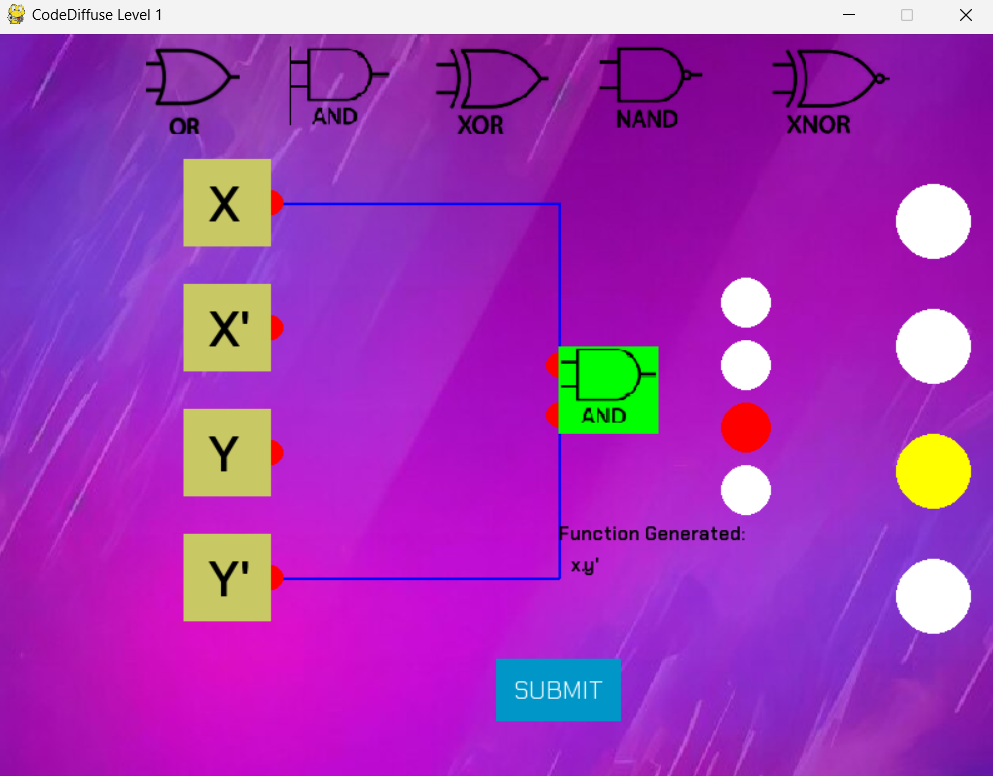 CodeDiffuse Level 1
OR
AND
XOR
NAND
XNOR
X
X'
Y
AND
Function Generated:
x.y'
Y'
SUBMIT